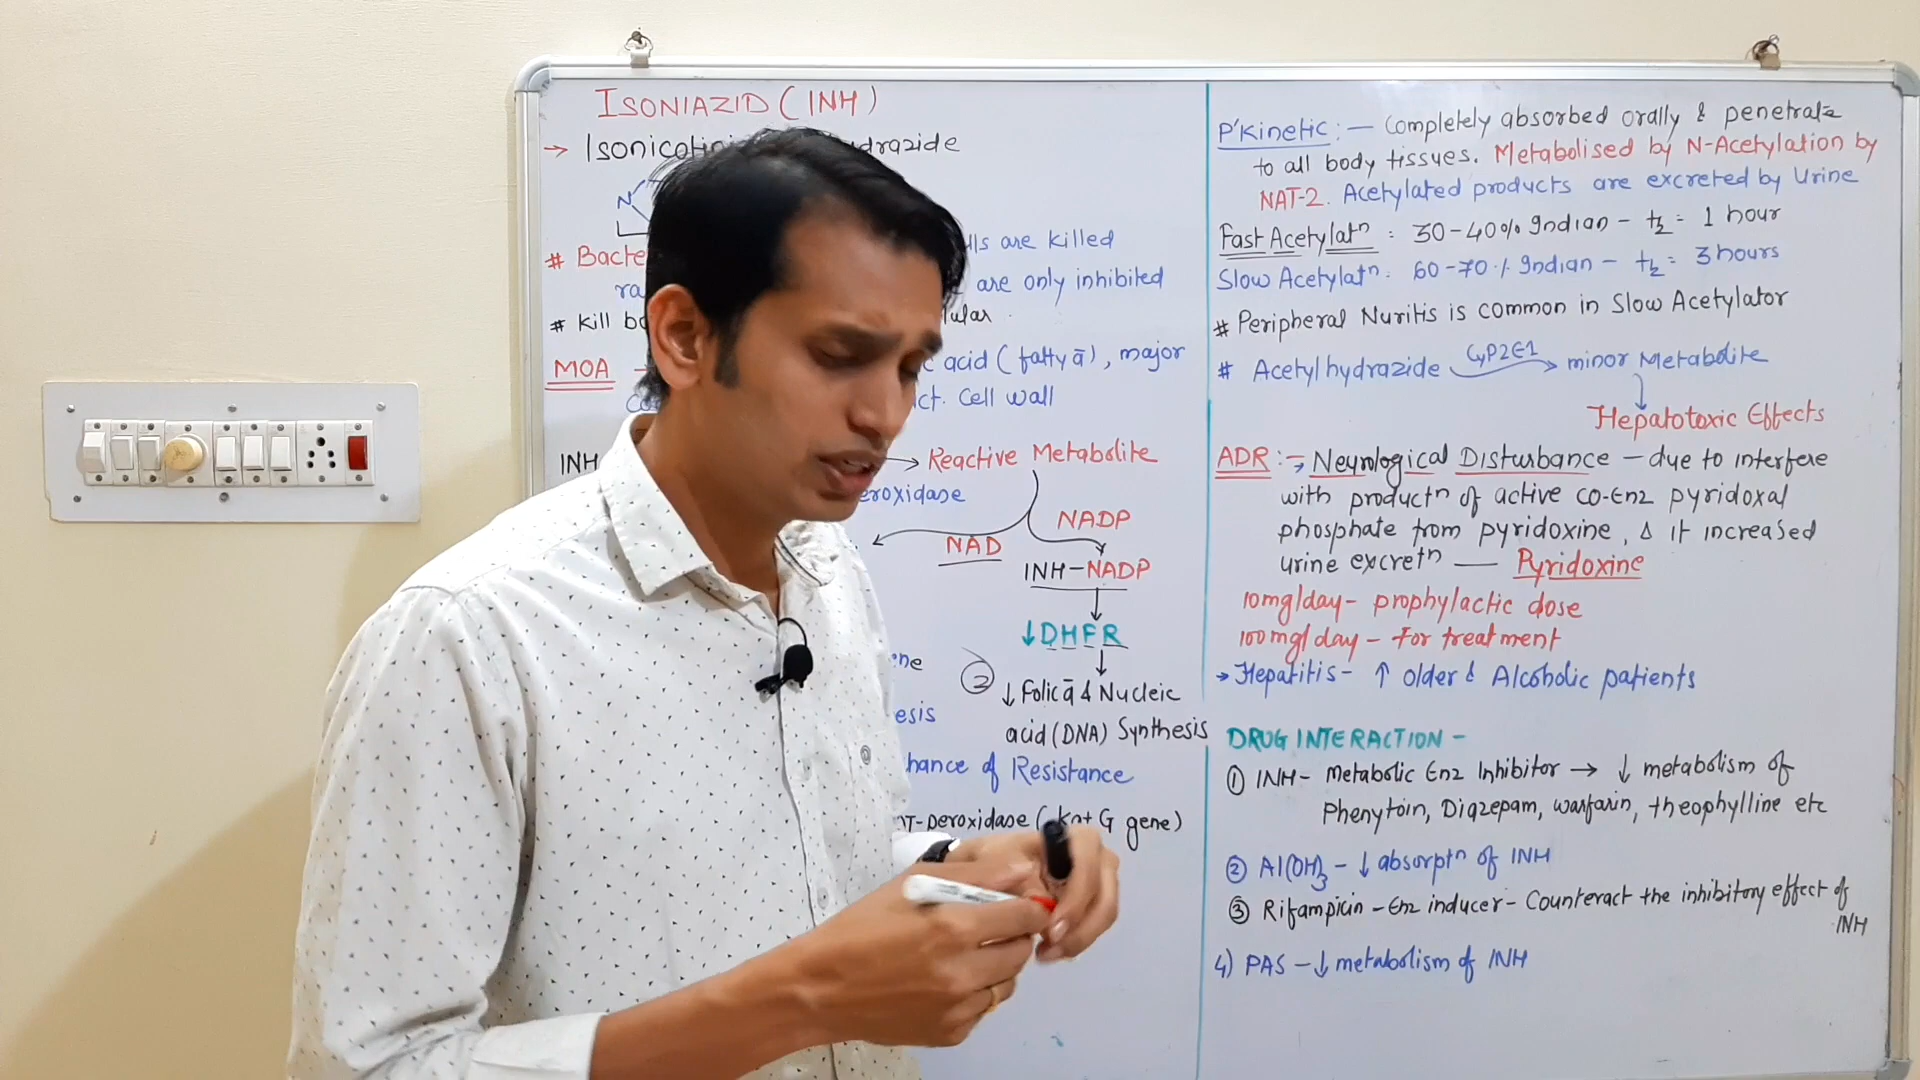 ISONIAZID (INH)
→ Isonicoti drazide
N
# Bacte lls are killed
ra are only inhibited
# Kill ba lular.
MOA - c acid (fatty ā), major
Co ct. Cell wall
INH → Reactive Metabolite
eroxidase
NAD NADP
INH-NADP
↓DHFR
ene ② ↓ Folic ā & Nucleic
esis acid (DNA) Synthesis
hance of Resistance
T-peroxidase (Kat G gene)
P'Kinetic :— Completely absorbed orally & penetrate
to all body tissues. Metabolised by N-Acetylation by
NAT-2. Acetylated products are excreted by Urine
Fast Acetylatn : 30-40% Indian - t½ = 1 hour
Slow Acetylatn : 60-70% Indian - t½ = 3 hours
# Peripheral Nuritis is common in Slow Acetylator
# Acetylhydrazide CYP2E1 → minor Metabolite
↓
Hepatotoxic Effects
ADR :- → Neurological Disturbance — due to interfere
with productn of active Co-Enz pyridoxal
phosphate from pyridoxine, & it increased
urine excretn — Pyridoxine
10mg/day - prophylactic dose
100mg/day - For treatment
→ Hepatitis - ↑ older & Alcoholic patients
DRUG INTERACTION -
① INH - Metabolic Enz Inhibitor → ↓ metabolism of
Phenytoin, Diazepam, warfarin, theophylline etc
② Al(OH)3 - ↓ absorptn of INH
③ Rifampicin - Enz inducer - Counteract the inhibitory effect of
INH
4) PAS - ↓ metabolism of INH